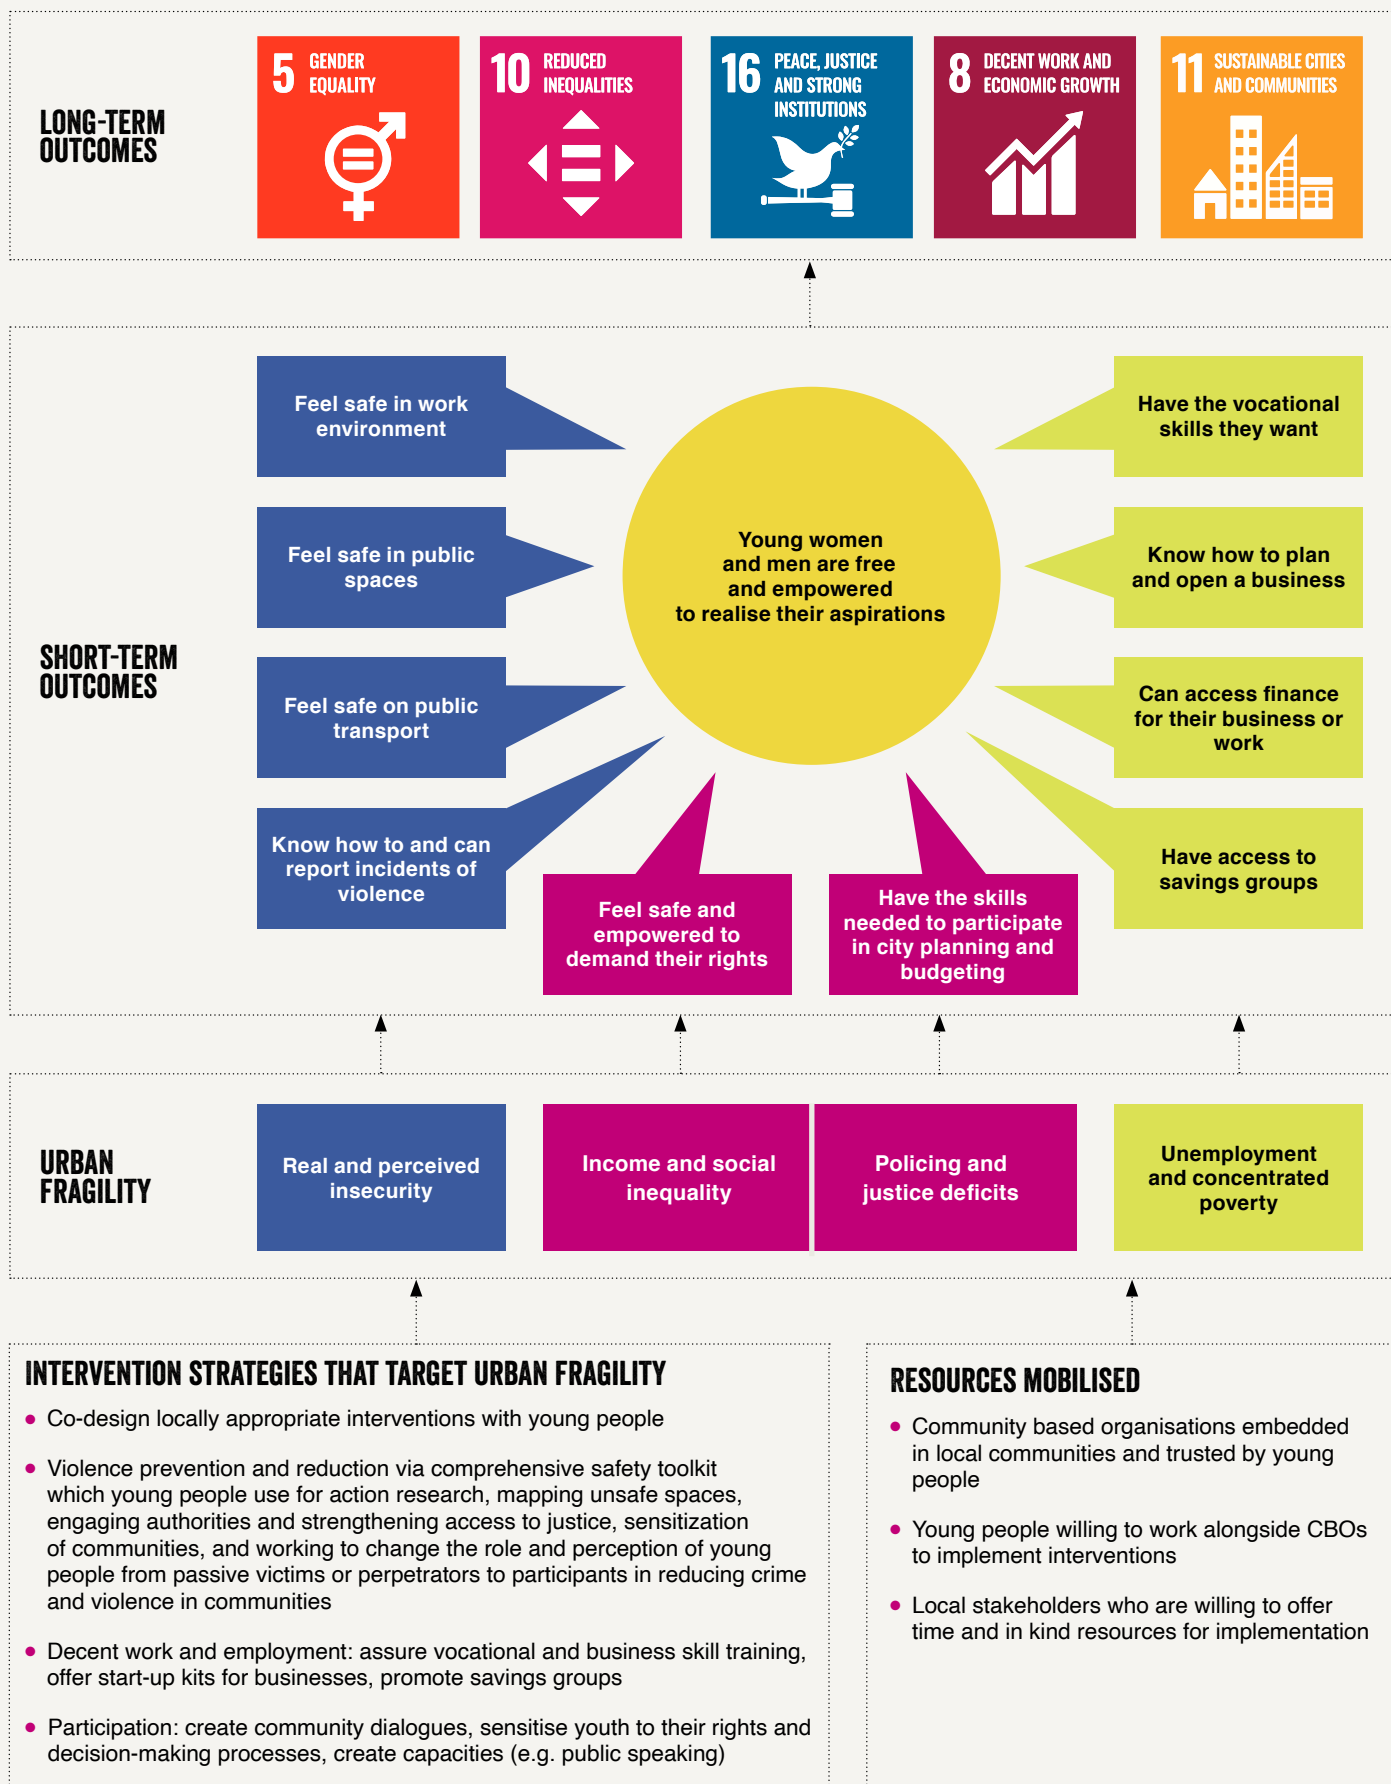 LONG-TERM
OUTCOMES
5 GENDER
EQUALITY
10 REDUCED
INEQUALITIES
16 PEACE, JUSTICE
AND STRONG
INSTITUTIONS
8 DECENT WORK AND
ECONOMIC GROWTH
11 SUSTAINABLE CITIES
AND COMMUNITIES
SHORT-TERM
OUTCOMES
Feel safe in work
environment
Feel safe in public
spaces
Feel safe on public
transport
Know how to and can
report incidents of
violence
Young women
and men are free
and empowered
to realise their aspirations
Feel safe and
empowered to
demand their rights
Have the skills
needed to participate
in city planning and
budgeting
Have the vocational
skills they want
Know how to plan
and open a business
Can access finance
for their business or
work
Have access to
savings groups
URBAN
FRAGILITY
Real and perceived
insecurity
Income and social
inequality
Policing and
justice deficits
Unemployment
and concentrated
poverty
INTERVENTION STRATEGIES THAT TARGET URBAN FRAGILITY
• Co-design locally appropriate interventions with young people
• Violence prevention and reduction via comprehensive safety toolkit
which young people use for action research, mapping unsafe spaces,
engaging authorities and strengthening access to justice, sensitization
of communities, and working to change the role and perception of young
people from passive victims or perpetrators to participants in reducing crime
and violence in communities
• Decent work and employment: assure vocational and business skill training,
offer start-up kits for businesses, promote savings groups
• Participation: create community dialogues, sensitise youth to their rights and
decision-making processes, create capacities (e.g. public speaking)
RESOURCES MOBILISED
• Community based organisations embedded
in local communities and trusted by young
people
• Young people willing to work alongside CBOs
to implement interventions
• Local stakeholders who are willing to offer
time and in kind resources for implementation